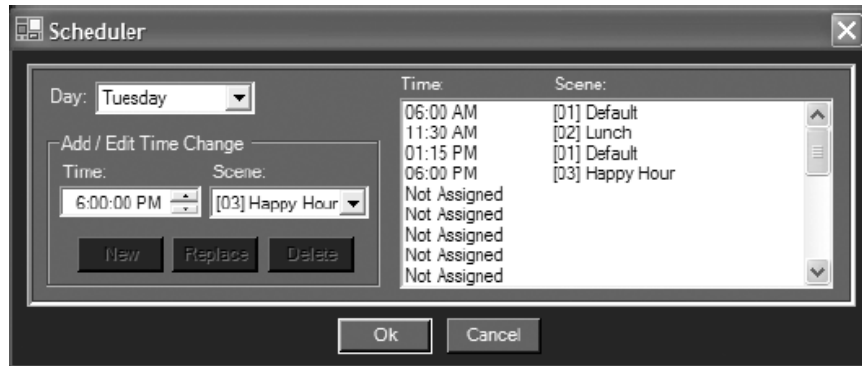 Scheduler
Day: Tuesday
Add / Edit Time Change
Time: Scene:
6:00:00 PM [03] Happy Hour
New Replace Delete
Time: Scene:
06:00 AM [01] Default
11:30 AM [02] Lunch
01:15 PM [01] Default
06:00 PM [03] Happy Hour
Not Assigned
Not Assigned
Not Assigned
Not Assigned
Not Assigned
Ok Cancel